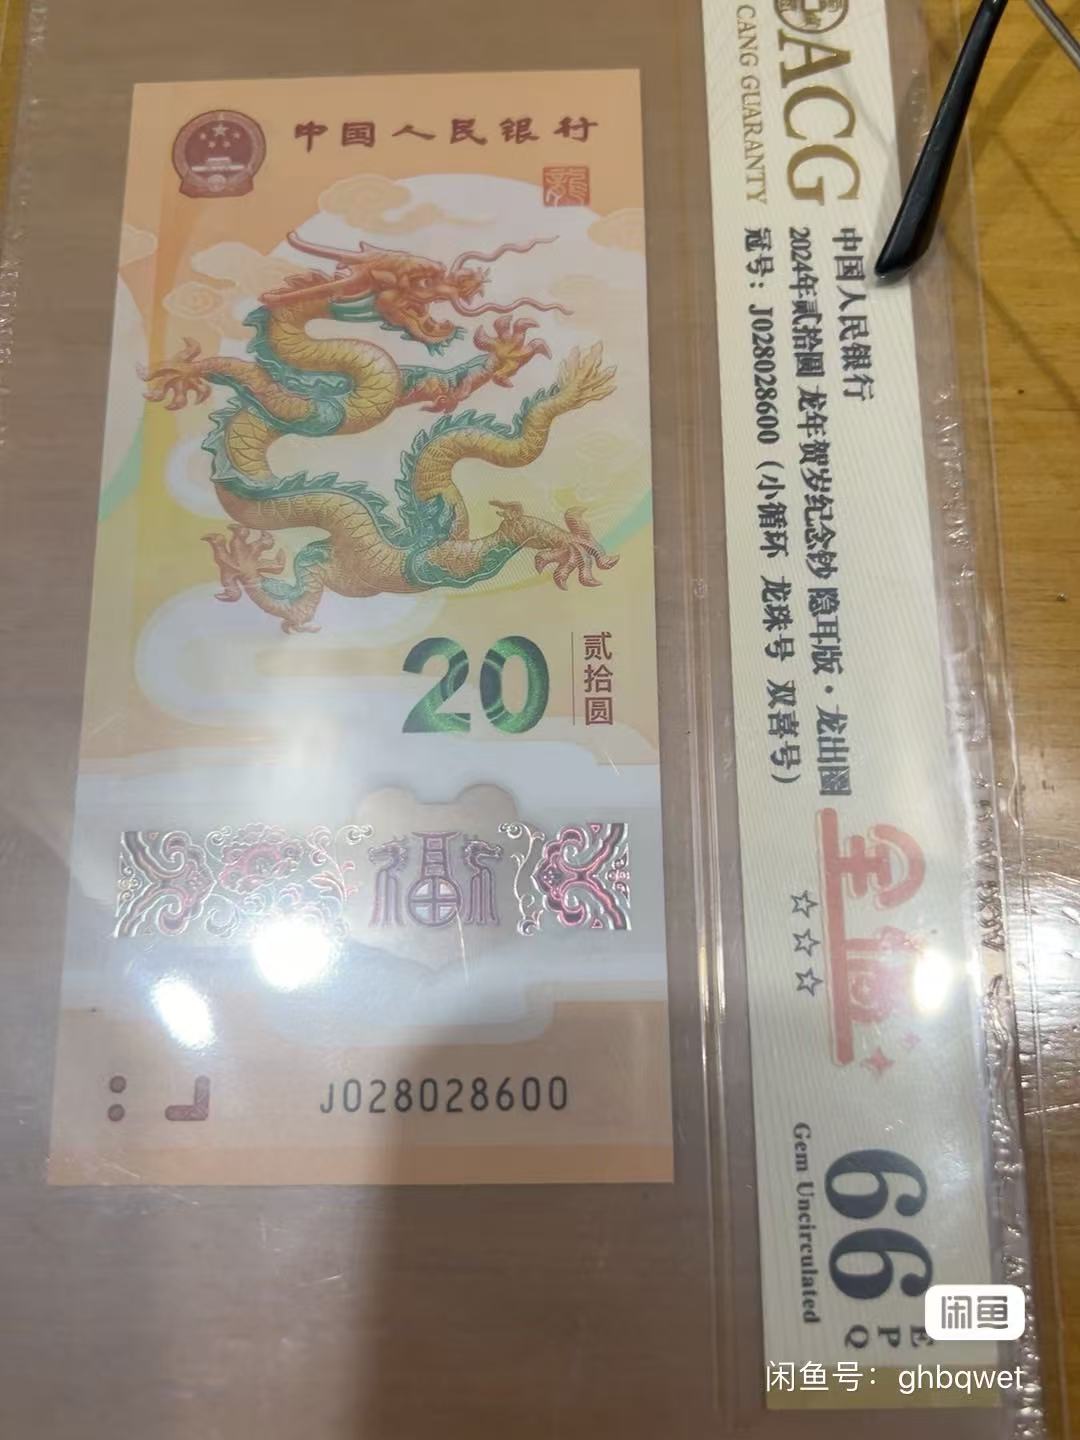 中国人民银行
龍
20
贰拾圆
福
J028028600
ACG
CANG GUARANTY
中国人民银行
2024年贰拾圆 龙年贺岁纪念钞 隐耳版·龙出圈
冠号：J028028600（小循环 龙珠号 双喜号）
☆☆☆
66
E
P
Q
Gem Uncirculated
闲鱼
闲鱼号：ghbqwet